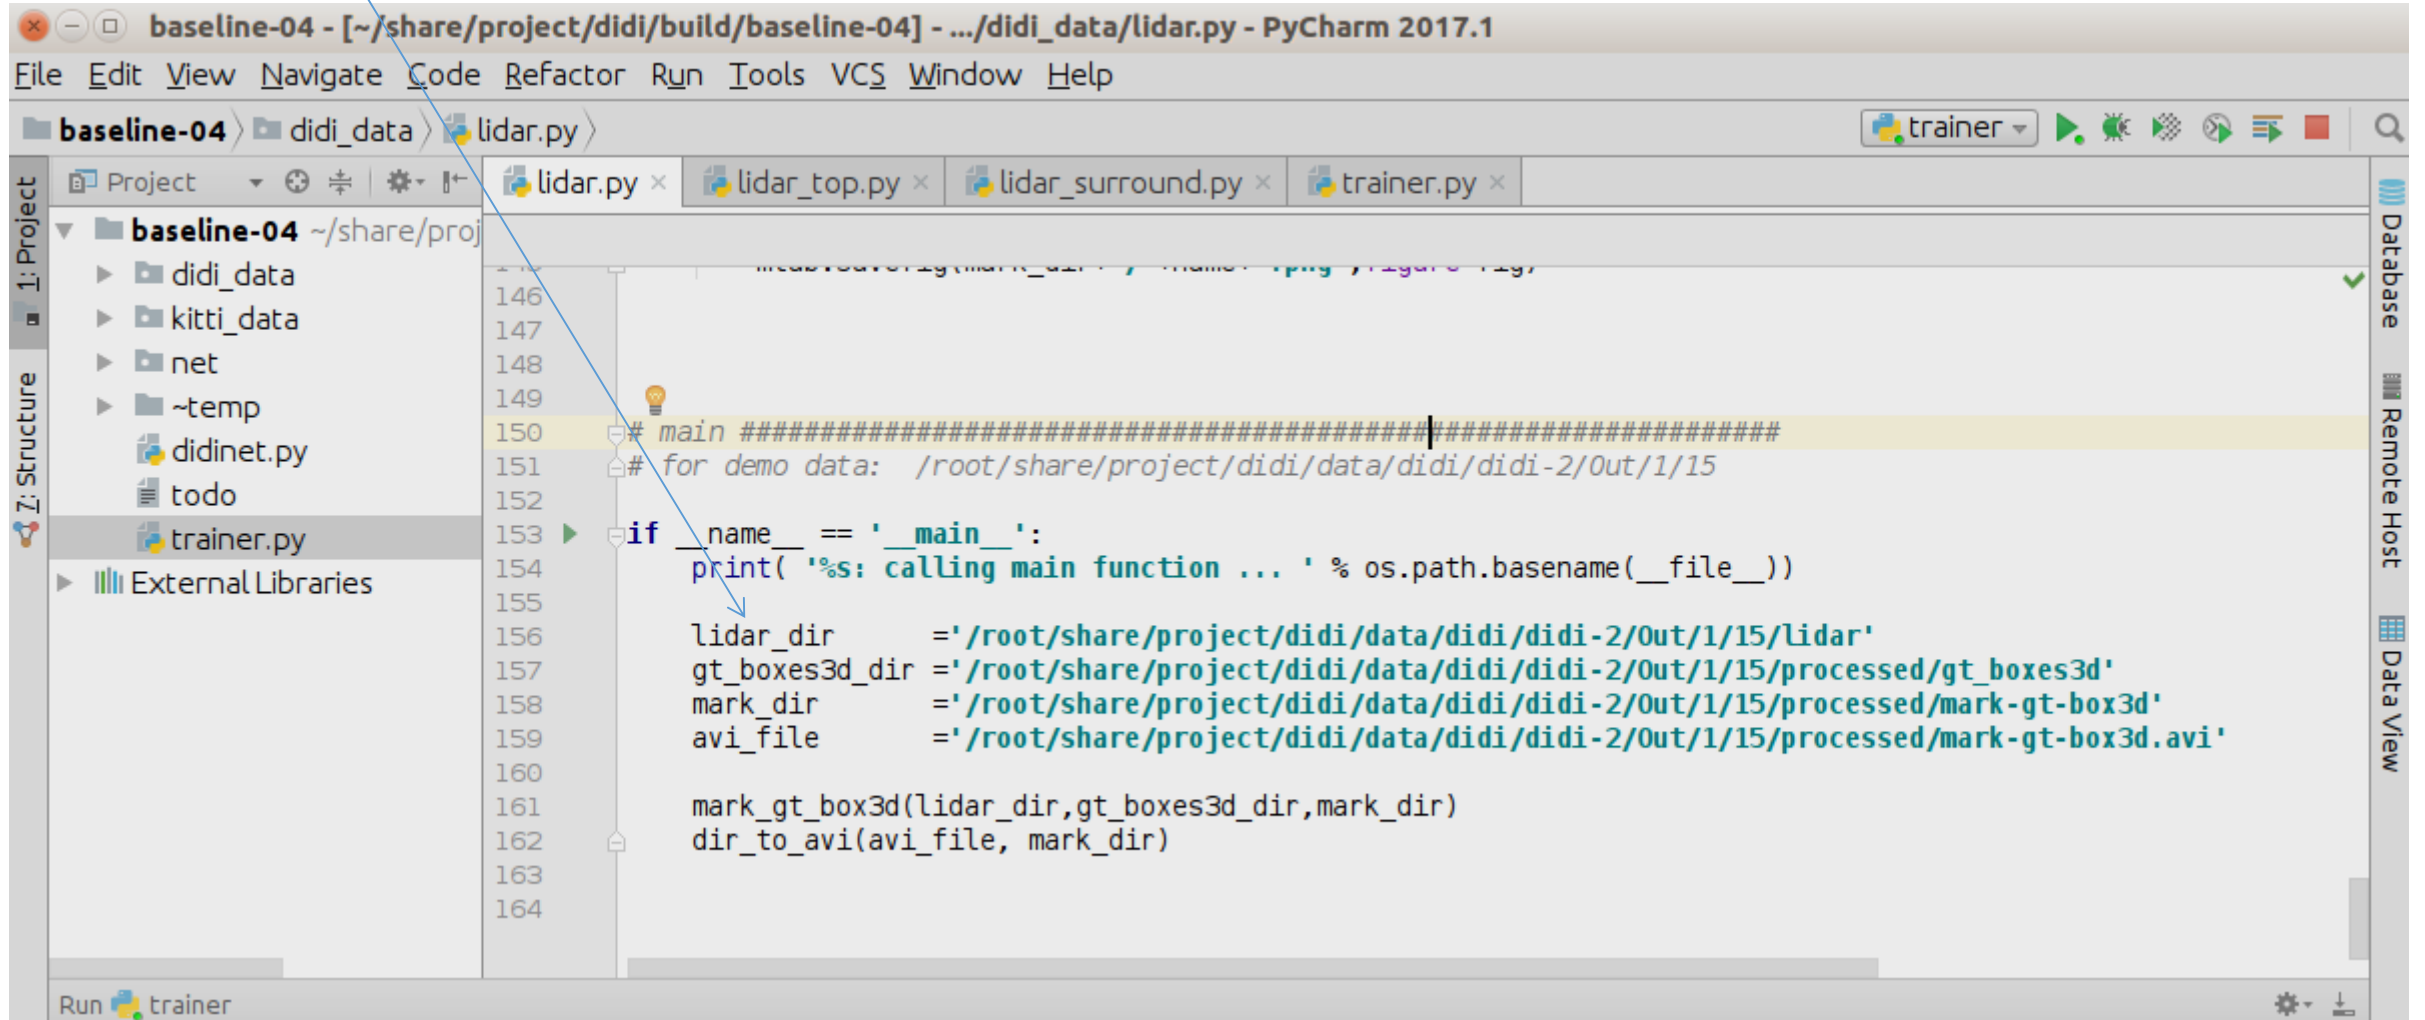 baseline-04 - [~/share/project/didi/build/baseline-04] - .../didi_data/lidar.py - PyCharm 2017.1
File Edit View Navigate Code Refactor Run Tools VCS Window Help
baseline-04 didi_data lidar.py trainer
1: Project
7: Structure
Project
baseline-04 ~/share/proj
didi_data
kitti_data
net
~temp
didinet.py
todo
trainer.py
External Libraries
lidar.py lidar_top.py lidar_surround.py trainer.py
146
147
148
149
150 # main #################################################################
151 # for demo data:  /root/share/project/didi/data/didi/didi-2/Out/1/15
152
153 if __name__ == '__main__':
154 print( '%s: calling main function ... ' % os.path.basename(__file__))
155
156 lidar_dir      ='/root/share/project/didi/data/didi/didi-2/Out/1/15/lidar'
157 gt_boxes3d_dir ='/root/share/project/didi/data/didi/didi-2/Out/1/15/processed/gt_boxes3d'
158 mark_dir       ='/root/share/project/didi/data/didi/didi-2/Out/1/15/processed/mark-gt-box3d'
159 avi_file       ='/root/share/project/didi/data/didi/didi-2/Out/1/15/processed/mark-gt-box3d.avi'
160
161 mark_gt_box3d(lidar_dir,gt_boxes3d_dir,mark_dir)
162 dir_to_avi(avi_file, mark_dir)
163
164
Database
Remote Host
Data View
Run trainer